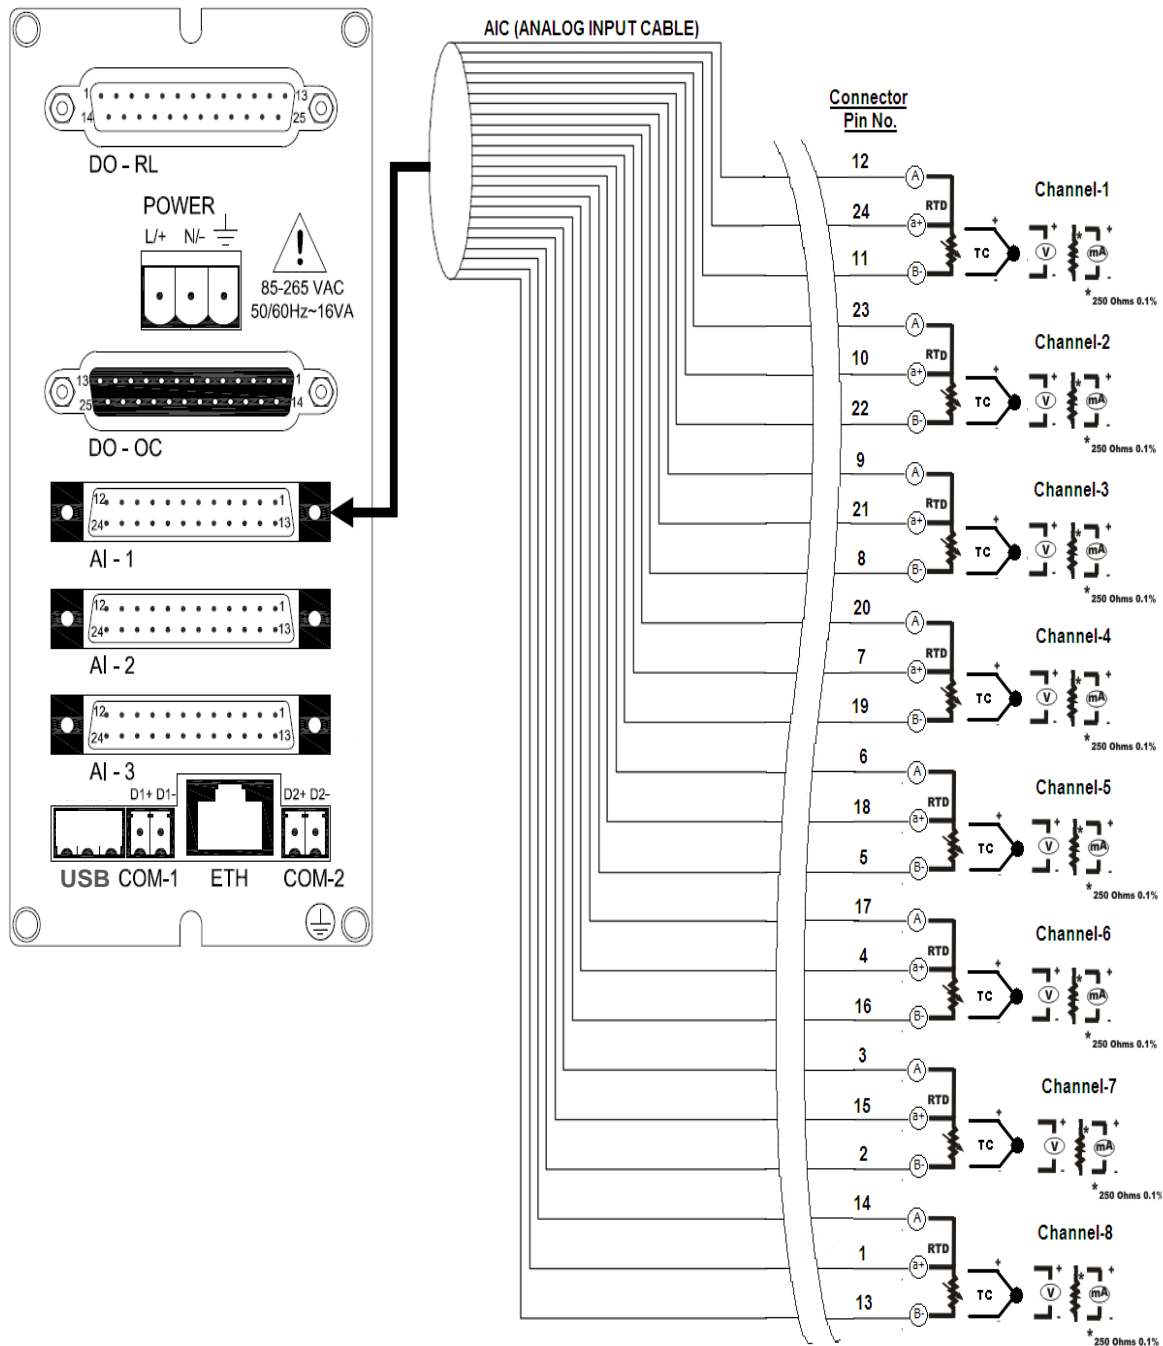 AIC (ANALOG INPUT CABLE)
1 13
14 25
DO - RL
POWER
L/+ N/-
!
85-265 VAC
50/60Hz~16VA
13 1
25 14
DO - OC
12 1
24 13
AI - 1
12 1
24 13
AI - 2
12 1
24 13
AI - 3
D1+ D1- D2+ D2-
USB COM-1 ETH COM-2
Connector
Pin No.
12 A
24 a+
11 B-
RTD
TC
+ -
V
+ -
*
mA
+ -
Channel-1
* 250 Ohms 0.1%
23 A
10 a+
22 B-
RTD
TC
+ -
V
+ -
*
mA
+ -
Channel-2
* 250 Ohms 0.1%
9 A
21 a+
8 B-
RTD
TC
+ -
V
+ -
*
mA
+ -
Channel-3
* 250 Ohms 0.1%
20 A
7 a+
19 B-
RTD
TC
+ -
V
+ -
*
mA
+ -
Channel-4
* 250 Ohms 0.1%
6 A
18 a+
5 B-
RTD
TC
+ -
V
+ -
*
mA
+ -
Channel-5
* 250 Ohms 0.1%
17 A
4 a+
16 B-
RTD
TC
+ -
V
+ -
*
mA
+ -
Channel-6
* 250 Ohms 0.1%
3 A
15 a+
2 B-
RTD
TC
+ -
V
+ -
*
mA
+ -
Channel-7
* 250 Ohms 0.1%
14 A
1 a+
13 B-
RTD
TC
+ -
V
+ -
*
mA
+ -
Channel-8
* 250 Ohms 0.1%